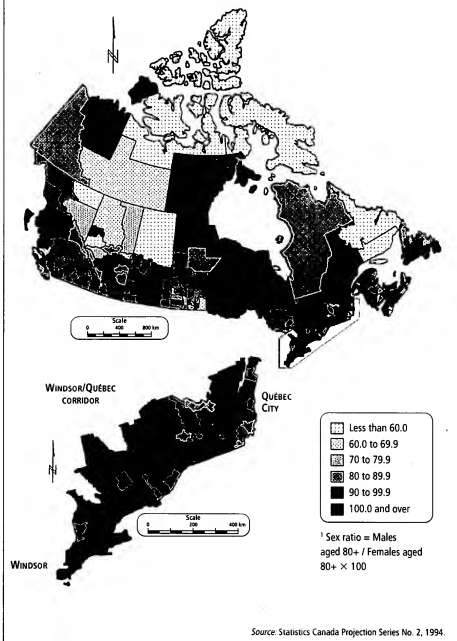 N
Scale
0 400 800 km
WINDSOR/QUÉBEC
CORRIDOR
QUÉBEC
CITY
N
Less than 60.0
60.0 to 69.9
70 to 79.9
80 to 89.9
90 to 99.9
100.0 and over
Scale
0 200 400 km
1 Sex ratio = Males
aged 80+ / Females aged
80+ × 100
WINDSOR
Source: Statistics Canada Projection Series No. 2, 1994.